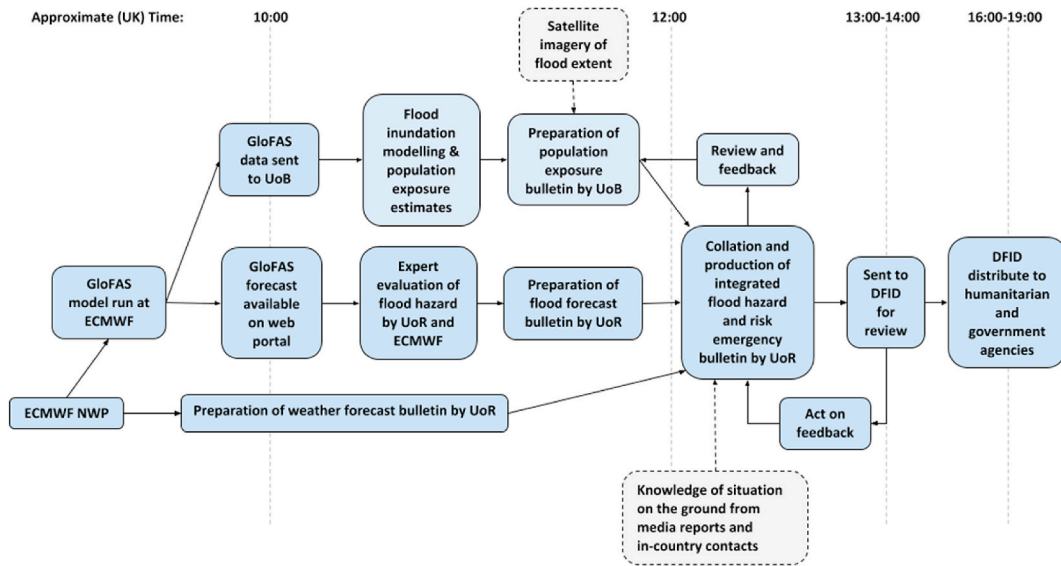 Approximate (UK) Time:
10:00
12:00
13:00-14:00
16:00-19:00
Satellite
imagery of
flood extent
GloFAS
data sent
to UoB
Flood
inundation
modelling &
population
exposure
estimates
Preparation of
population
exposure
bulletin by UoB
Review and
feedback
GloFAS
model run at
ECMWF
GloFAS
forecast
available
on web
portal
Expert
evaluation of
flood hazard
by UoR and
ECMWF
Preparation of
flood forecast
bulletin by UoR
Collation and
production of
integrated
flood hazard
and risk
emergency
bulletin by UoR
Sent to
DFID
for
review
DFID
distribute to
humanitarian
and
government
agencies
ECMWF NWP
Preparation of weather forecast bulletin by UoR
Act on
feedback
Knowledge of situation
on the ground from
media reports and
in-country contacts